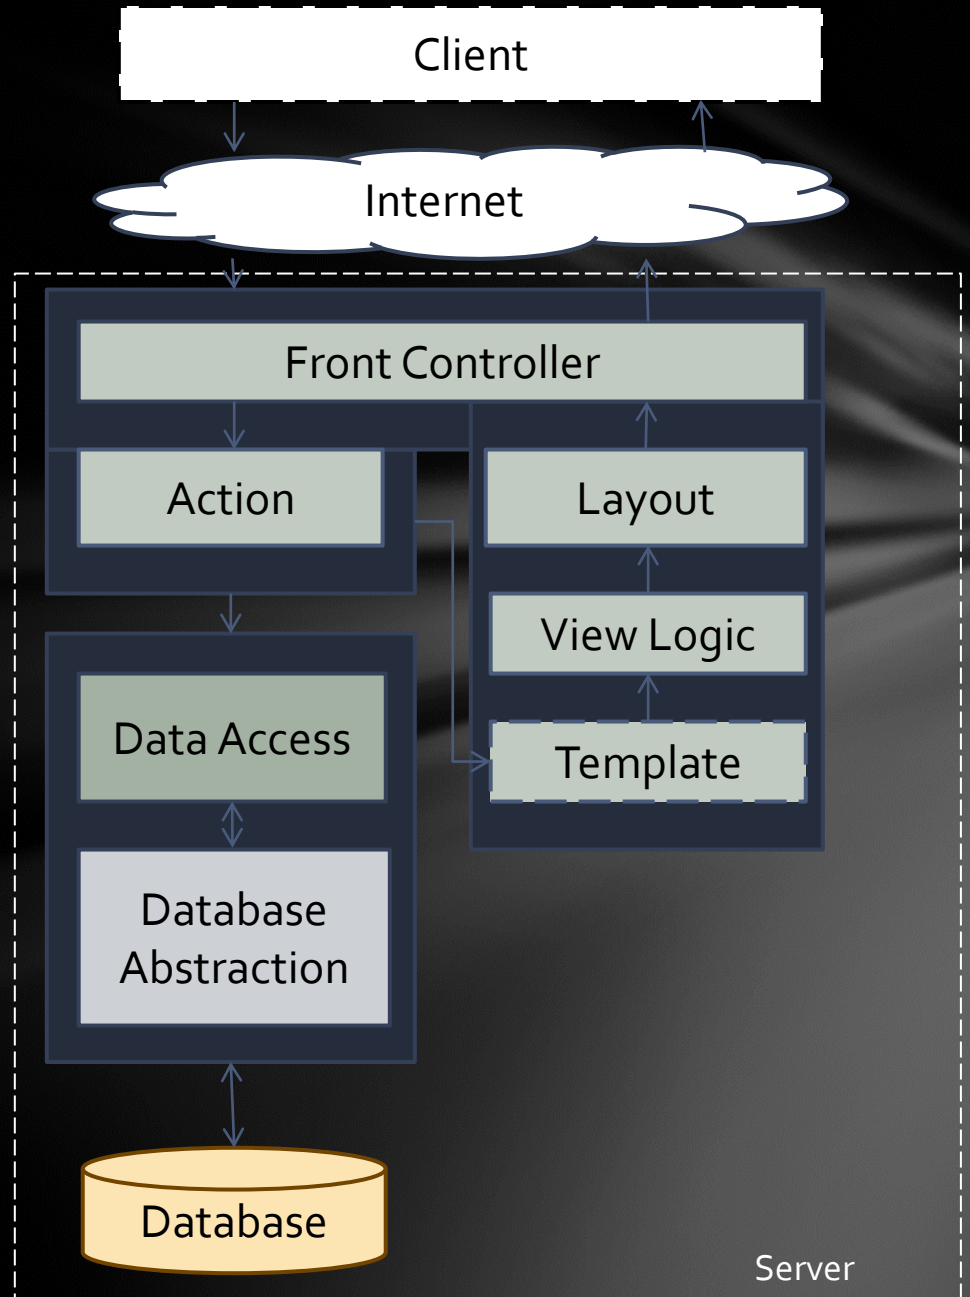 Client
Internet
Front Controller
Action
Layout
View Logic
Data Access
Template
Database
Abstraction
Database
Server